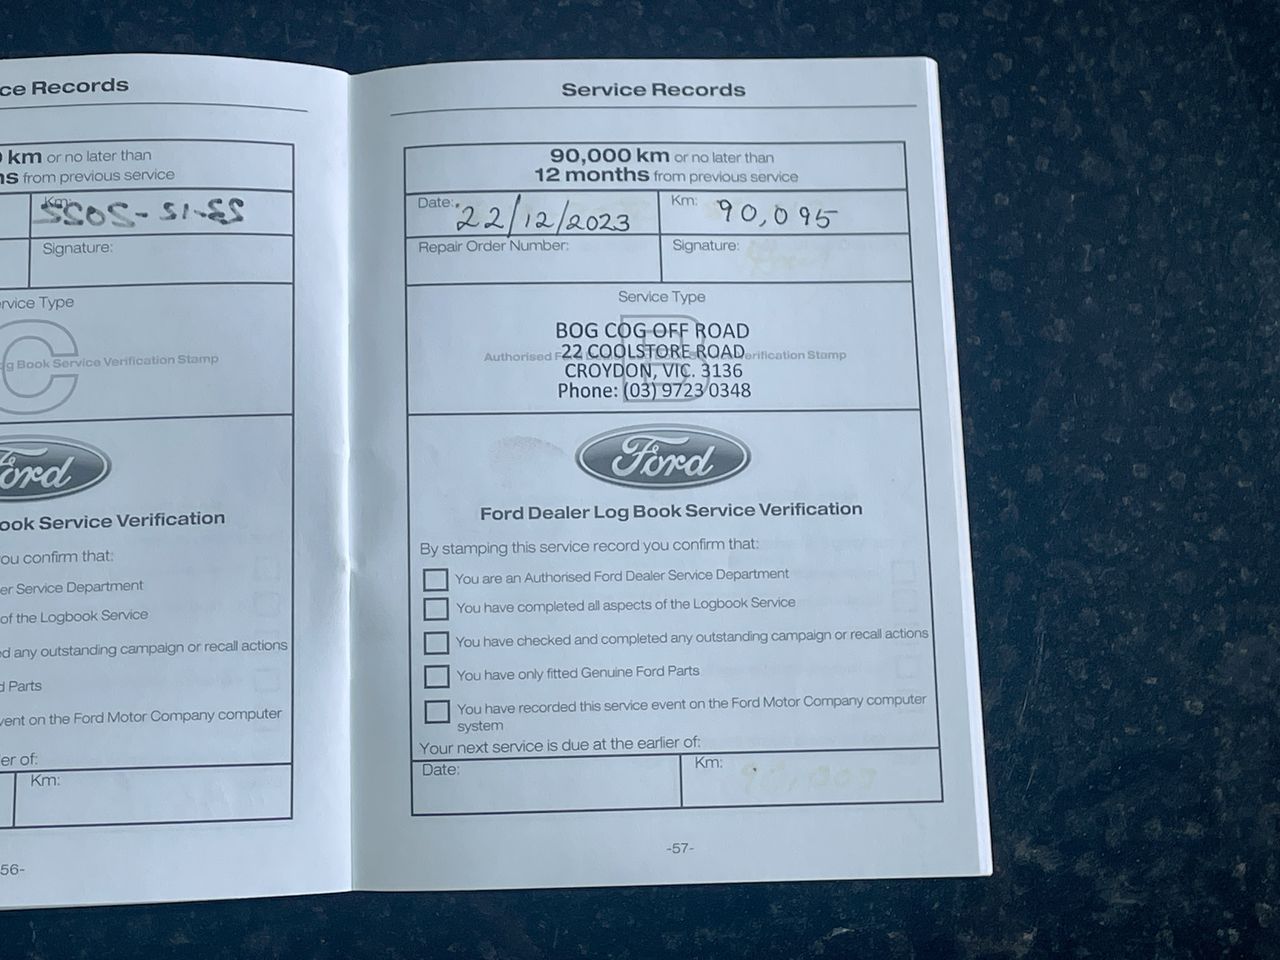 ce Records
km or no later than
from previous service
Km:
Signature:
rvice Type
C
g Book Service Verification Stamp
Ford
ook Service Verification
ou confirm that:
er Service Department
of the Logbook Service
d any outstanding campaign or recall actions
d Parts
vent on the Ford Motor Company computer
er of:
Km:
56-
Service Records
90,000 km or no later than
12 months from previous service
Date: 22/12/2023 Km: 90,095
Repair Order Number: Signature:
Service Type
B
Authorised Verification Stamp
BOG COG OFF ROAD
22 COOLSTORE ROAD
CROYDON, VIC. 3136
Phone: (03) 9723 0348
Ford
Ford Dealer Log Book Service Verification
By stamping this service record you confirm that:
You are an Authorised Ford Dealer Service Department
You have completed all aspects of the Logbook Service
You have checked and completed any outstanding campaign or recall actions
You have only fitted Genuine Ford Parts
You have recorded this service event on the Ford Motor Company computer
system
Your next service is due at the earlier of:
Date: Km:
-57-